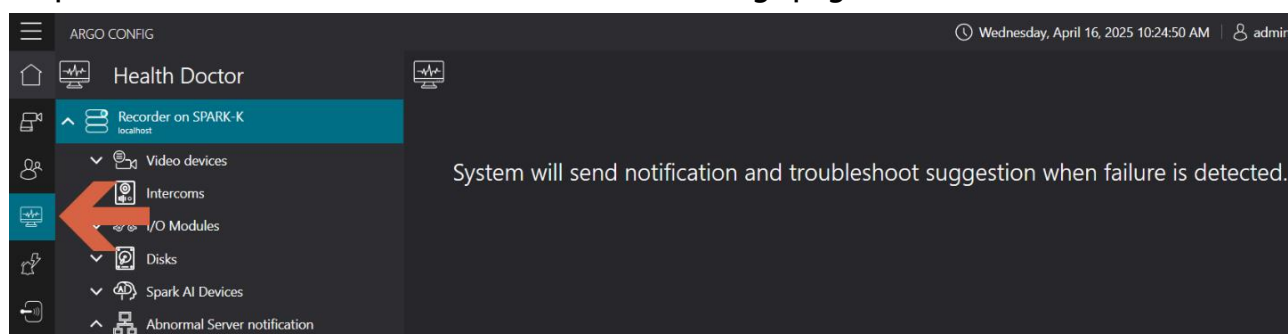 ARGO CONFIG
Wednesday, April 16, 2025 10:24:50 AM
admin
Health Doctor
Recorder on SPARK-K
localhost
Video devices
Intercoms
I/O Modules
Disks
Spark AI Devices
Abnormal Server notification
System will send notification and troubleshoot suggestion when failure is detected.